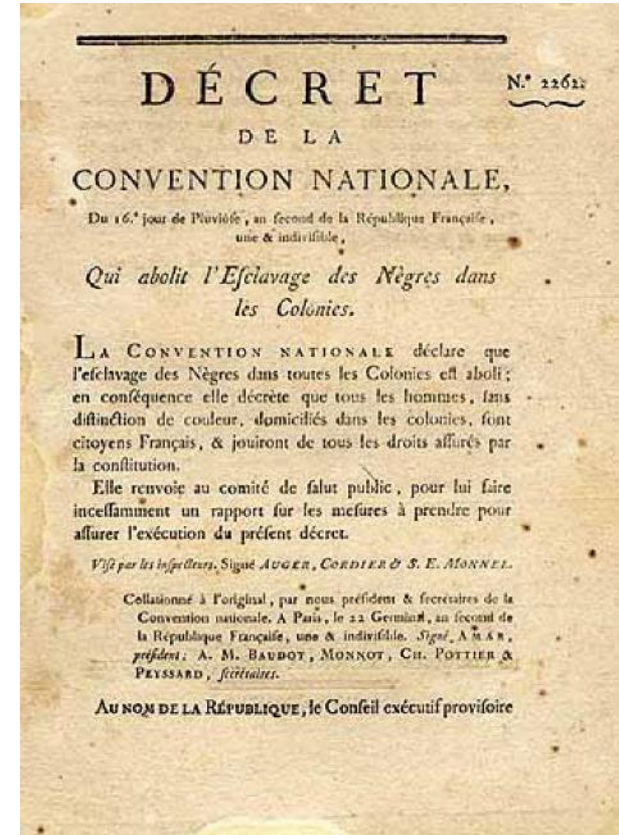 DÉCRET
N.º 2262.
DE LA
CONVENTION NATIONALE,
Du 16.ᵉ jour de Pluviôſe, an ſecond de la République Françaiſe,
une & indiviſible,
Qui abolit l'Eſclavage des Nègres dans
les Colonies.
LA CONVENTION NATIONALE déclare que
l'eſclavage des Nègres dans toutes les Colonies eſt aboli ;
en conſéquence elle décrète que tous les hommes, ſans
diſtinction de couleur, domiciliés dans les colonies, ſont
citoyens Français, & jouiront de tous les droits aſſurés par
la conſtitution.
Elle renvoie au comité de ſalut public, pour lui faire
inceſſamment un rapport ſur les meſures à prendre pour
aſſurer l'exécution du préſent décret.
Viſé par les inſpecteurs. Signé AUGER, CORDIER & S. E. MONNEL.
Collationné à l'original, par nous préſident & ſecrétaires de la
Convention nationale. A Paris, le 22 Germinal, an ſecond de
la République Françaiſe, une & indiviſible. Signé, AMAR,
préſident ; A. M. BAUDOT, MONNOT, CH. POTTIER &
PEYSSARD, ſecrétaires.
AU NOM DE LA RÉPUBLIQUE, le Conſeil exécutif proviſoire